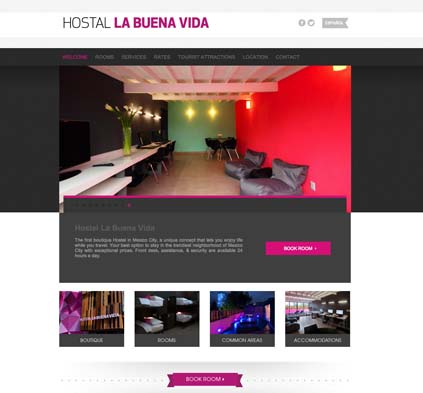 HOSTAL LA BUENA VIDA
ESPAÑOL
WELCOME ROOMS SERVICES RATES TOURIST ATTRACTIONS LOCATION CONTACT
Hostal La Buena Vida
The first boutique Hostel in Mexico City, a unique concept that lets you enjoy life
while you travel. Your best option to stay in the trendiest neighborhood of Mexico
City with exceptional prices. Front desk, assistance, & security are available 24
hours a day.
BOOK ROOM
BOUTIQUE
ROOMS
COMMON AREAS
ACCOMMODATIONS
BOOK ROOM